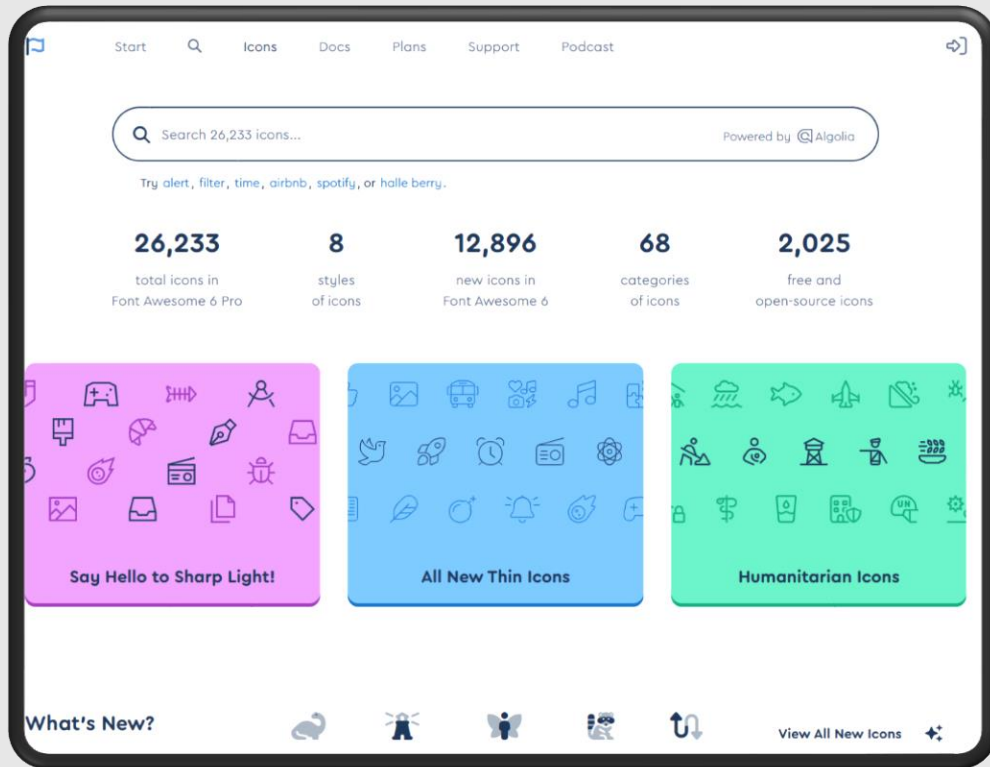 Start Icons Docs Plans Support Podcast
Search 26,233 icons... Powered by Algolia
Try alert, filter, time, airbnb, spotify, or halle berry.
26,233 8 12,896 68 2,025
total icons in styles new icons in categories free and
Font Awesome 6 Pro of icons Font Awesome 6 of icons open-source icons
UN
Say Hello to Sharp Light! All New Thin Icons Humanitarian Icons
What's New? View All New Icons